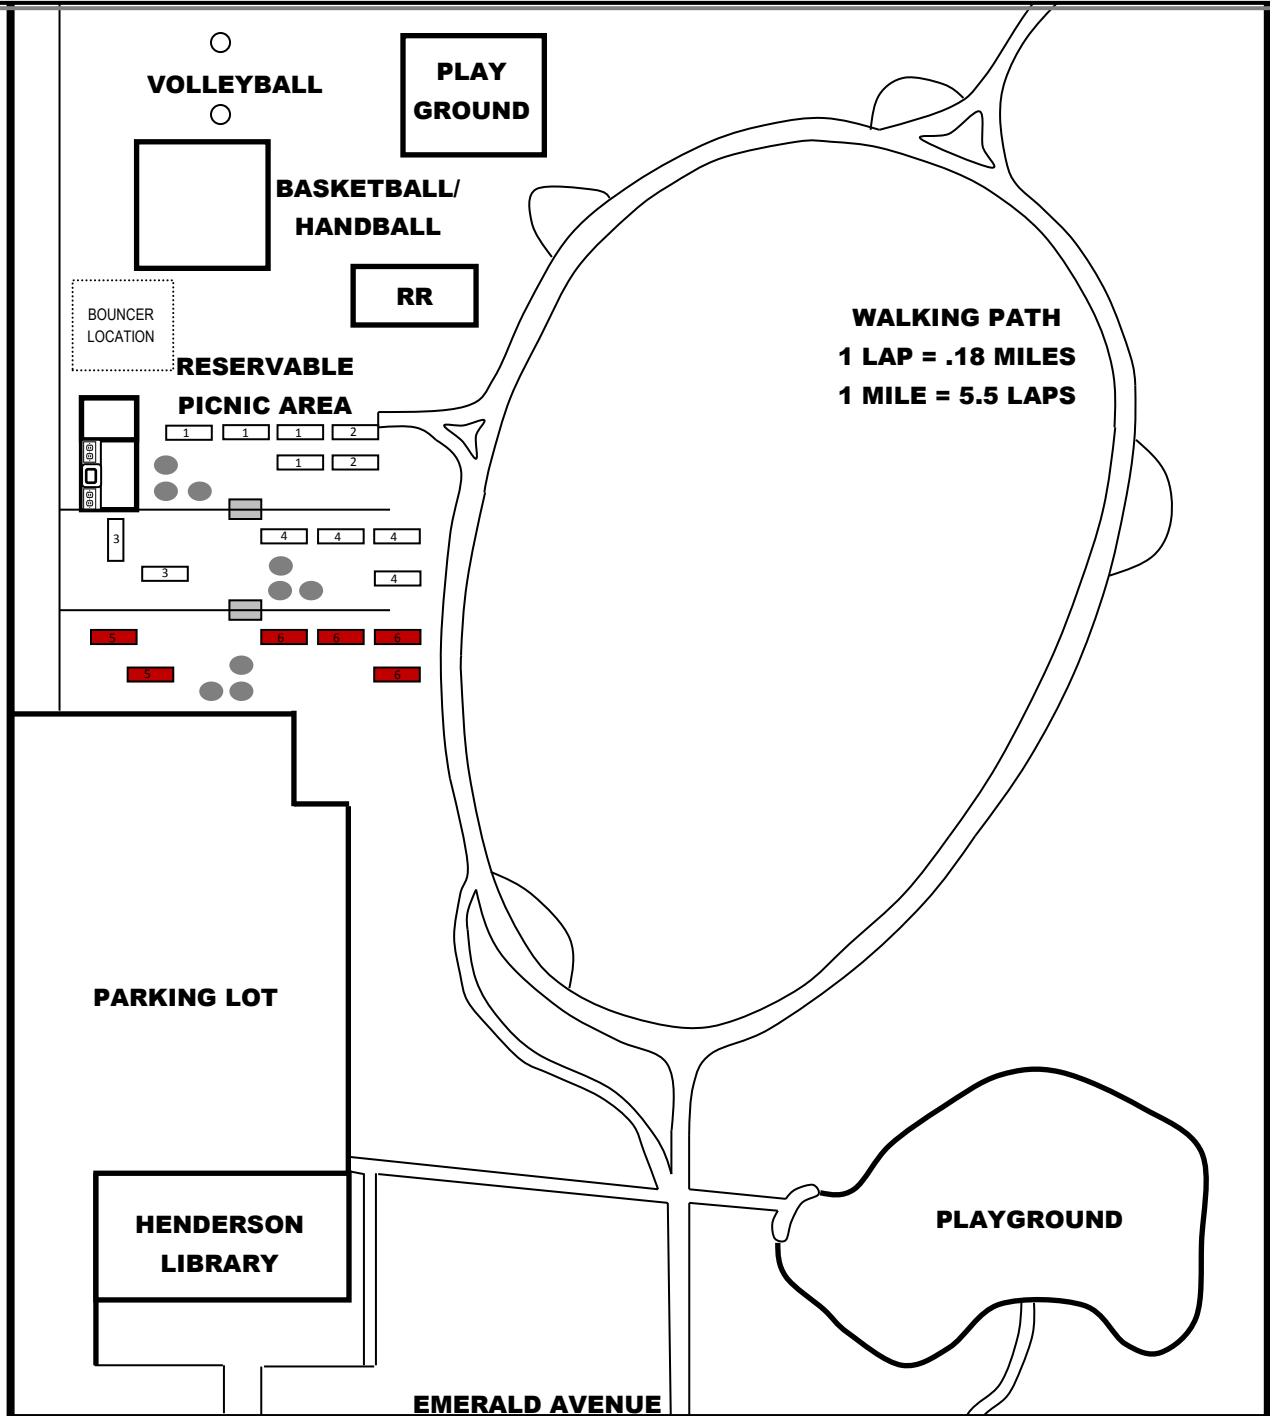 VOLLEYBALL
PLAY
GROUND
BASKETBALL/
HANDBALL
RR
BOUNCER
LOCATION
WALKING PATH
1 LAP = .18 MILES
1 MILE = 5.5 LAPS
RESERVABLE
PICNIC AREA
1 1 1 2
1 2
3 4 4 4
3 4
5 6 6 6
5 6
PARKING LOT
HENDERSON
LIBRARY
PLAYGROUND
EMERALD AVENUE